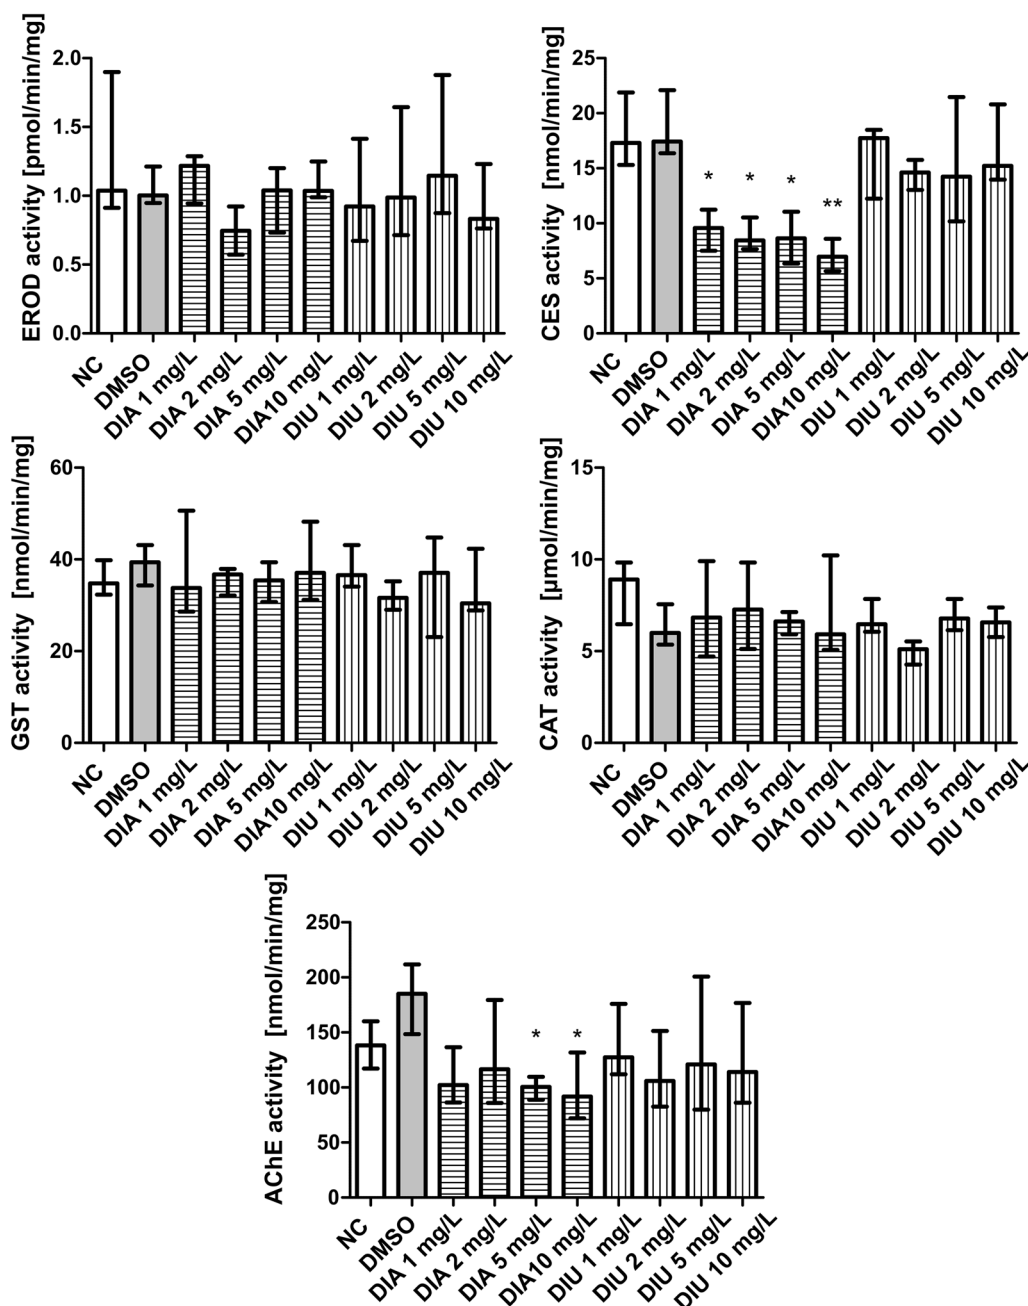 EROD activity [pmol/min/mg]
2.0
1.5
1.0
0.5
0.0
NC
DMSO
DIA 1 mg/L
DIA 2 mg/L
DIA 5 mg/L
DIA10 mg/L
DIU 1 mg/L
DIU 2 mg/L
DIU 5 mg/L
DIU 10 mg/L
CES activity [nmol/min/mg]
25
20
15
10
5
0
*
*
*
**
NC
DMSO
DIA 1 mg/L
DIA 2 mg/L
DIA 5 mg/L
DIA10 mg/L
DIU 1 mg/L
DIU 2 mg/L
DIU 5 mg/L
DIU 10 mg/L
GST activity [nmol/min/mg]
60
40
20
0
NC
DMSO
DIA 1 mg/L
DIA 2 mg/L
DIA 5 mg/L
DIA10 mg/L
DIU 1 mg/L
DIU 2 mg/L
DIU 5 mg/L
DIU 10 mg/L
CAT activity [µmol/min/mg]
15
10
5
0
NC
DMSO
DIA 1 mg/L
DIA 2 mg/L
DIA 5 mg/L
DIA10 mg/L
DIU 1 mg/L
DIU 2 mg/L
DIU 5 mg/L
DIU 10 mg/L
AChE activity [nmol/min/mg]
250
200
150
100
50
0
*
*
NC
DMSO
DIA 1 mg/L
DIA 2 mg/L
DIA 5 mg/L
DIA10 mg/L
DIU 1 mg/L
DIU 2 mg/L
DIU 5 mg/L
DIU 10 mg/L